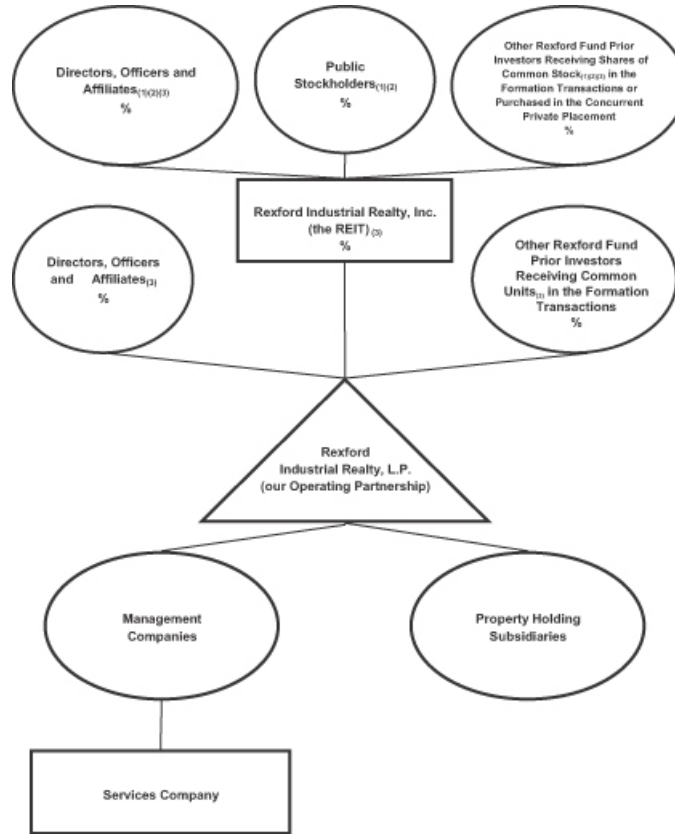 Directors, Officers and
Affiliates(1)(2)(3)
%
Public
Stockholders(1)(2)
%
Other Rexford Fund Prior
Investors Receiving Shares of
Common Stock(1)(2)(3) in the
Formation Transactions or
Purchased in the Concurrent
Private Placement
%
Rexford Industrial Realty, Inc.
(the REIT) (3)
%
Directors, Officers
and Affiliates(3)
%
Other Rexford Fund
Prior Investors
Receiving Common
Units(3) in the Formation
Transactions
%
Rexford
Industrial Realty, L.P.
(our Operating Partnership)
Management
Companies
Property Holding
Subsidiaries
Services Company